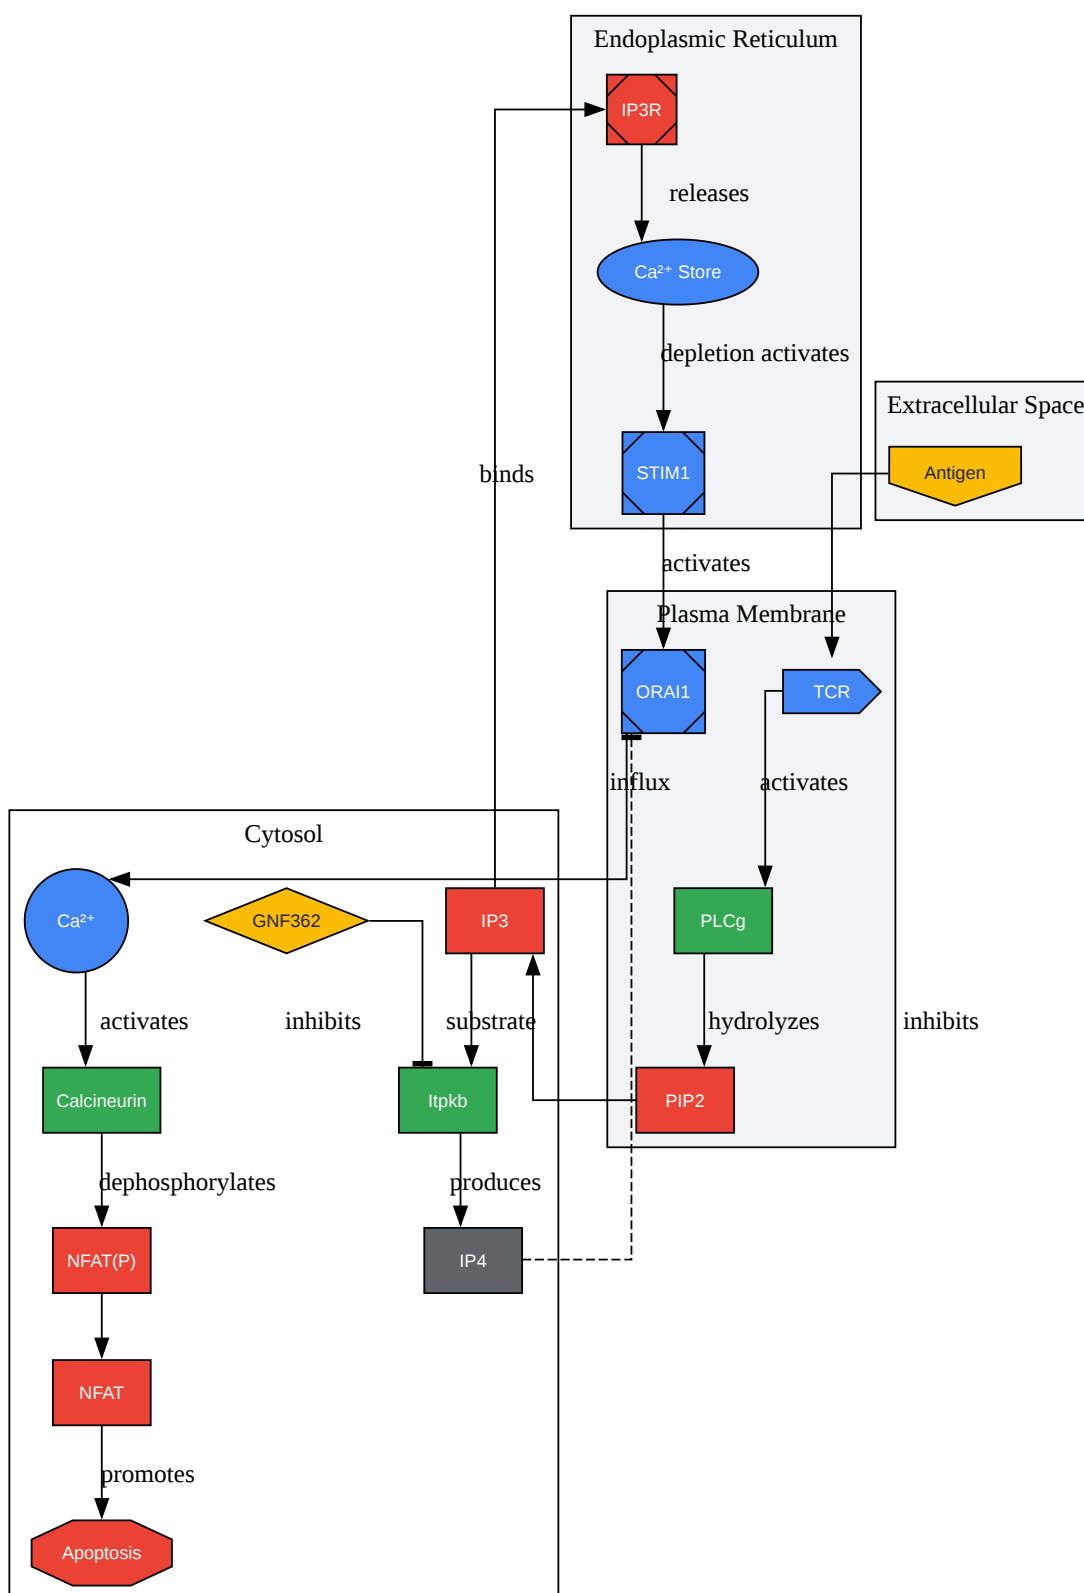 Endoplasmic Reticulum
IP3R
releases
Ca²⁺ Store
depletion activates
Extracellular Space
Antigen
STIM1
binds
activates
Plasma Membrane
ORAI1
TCR
influx
activates
Cytosol
Ca²⁺
GNF362
IP3
PLCg
activates
inhibits
substrate
hydrolyzes
inhibits
Calcineurin
Itpkb
PIP2
dephosphorylates
produces
NFAT(P)
IP4
NFAT
promotes
Apoptosis